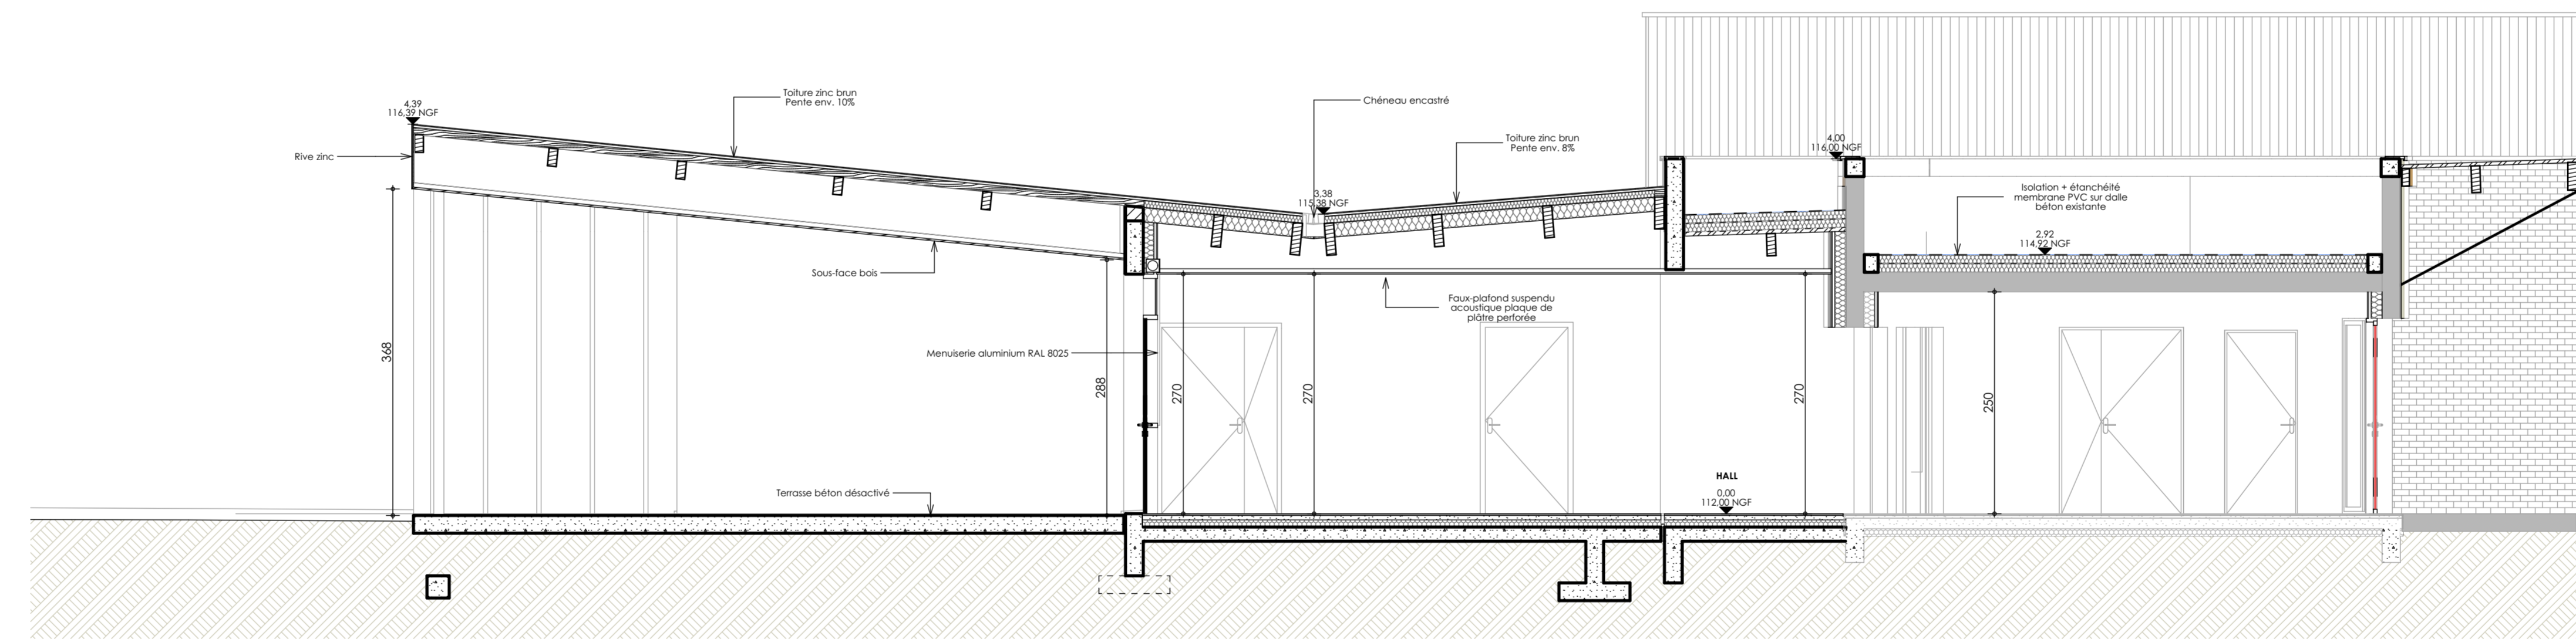 4,39
116,39 NGF
Toiture zinc brun
Pente env. 10%
Rive zinc
Chéneau encastré
3,38
115,38 NGF
Toiture zinc brun
Pente env. 8%
4,00
116,00 NGF
Isolation + étanchéité
membrane PVC sur dalle
béton existante
2,92
114,92 NGF
Sous-face bois
Faux-plafond suspendu
acoustique plaque de
plâtre perforée
Menuiserie aluminium RAL 8025
368
288
270
270
270
250
Terrasse béton désactivé
HALL
0,00
112,00 NGF